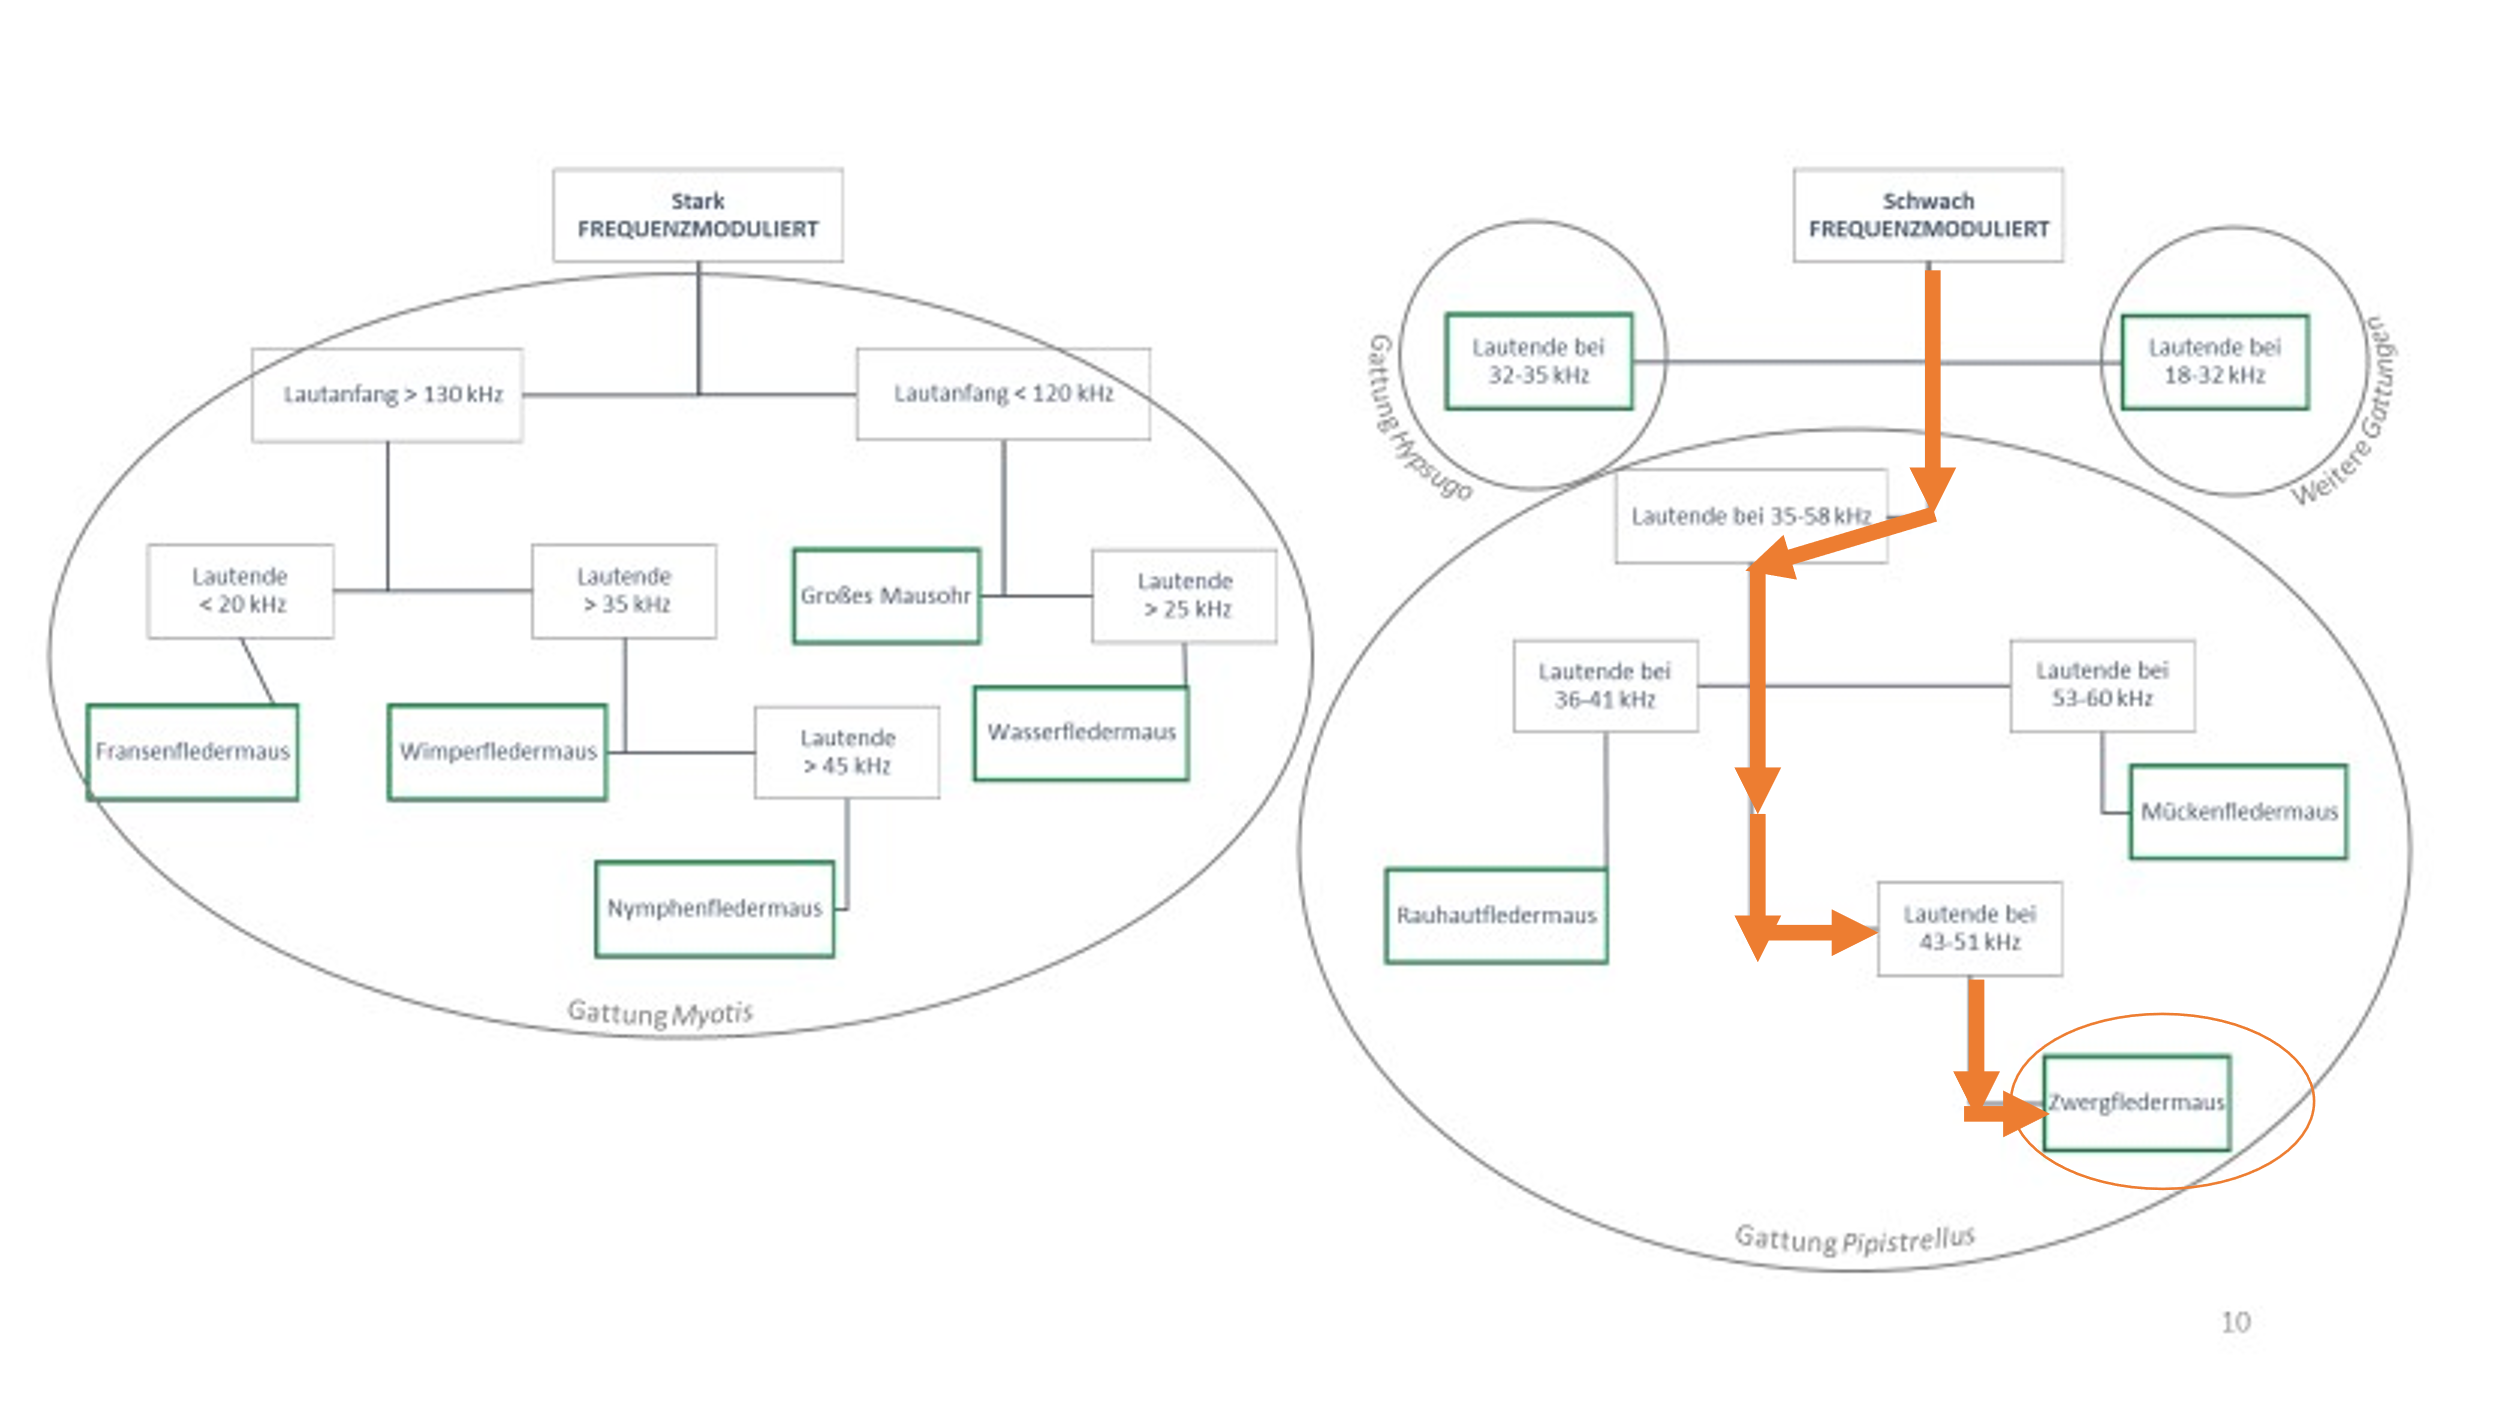 Stark
FREQUENZMODULIERT
Lautanfang > 130 kHz
Lautanfang < 120 kHz
Lautende
< 20 kHz
Lautende
> 35 kHz
Großes Mausohr
Lautende
> 25 kHz
Fransenfledermaus
Wimperfledermaus
Lautende
> 45 kHz
Wasserfledermaus
Nymphenfledermaus
Gattung Myotis
Schwach
FREQUENZMODULIERT
Lautende bei
32-35 kHz
Gattung Hypsugo
Lautende bei
18-32 kHz
Weitere Gattungen
Lautende bei 35-58 kHz
Lautende bei
36-41 kHz
Lautende bei
53-60 kHz
Mückenfledermaus
Rauhautfledermaus
Lautende bei
43-51 kHz
Zwergfledermaus
Gattung Pipistrellus
10